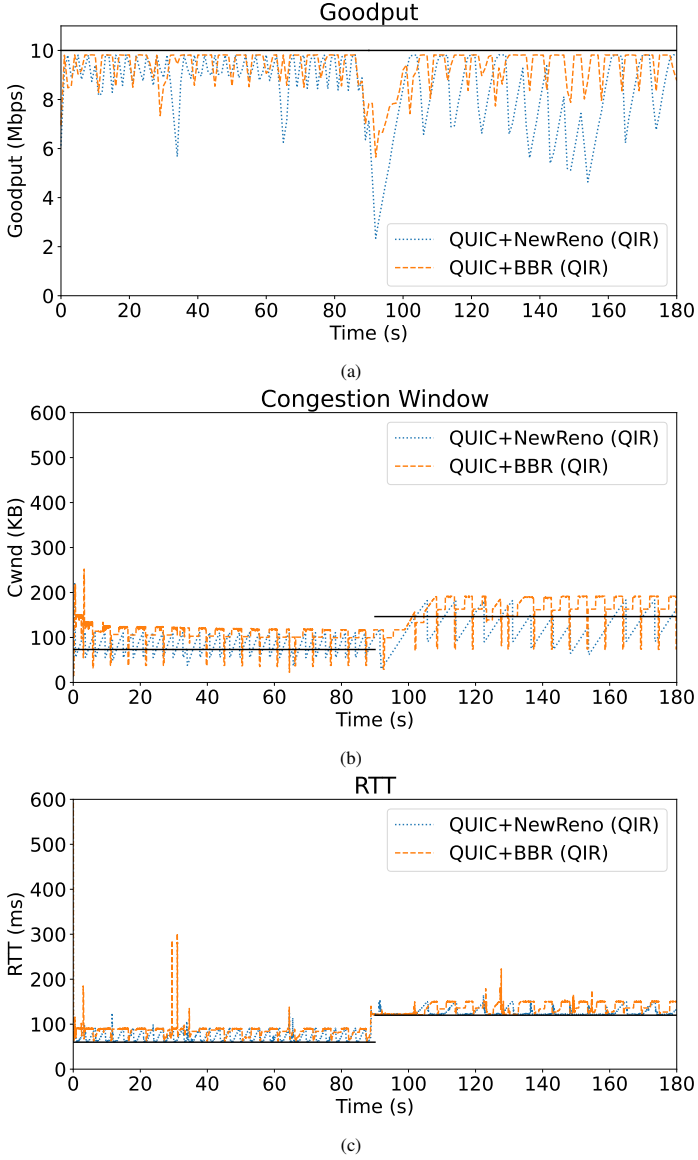 Goodput
10
8
6
4
2
0
Goodput (Mbps)
QUIC+NewReno (QIR)
QUIC+BBR (QIR)
0 20 40 60 80 100 120 140 160 180
Time (s)
(a)
Congestion Window
600
500
400
300
200
100
0
Cwnd (KB)
QUIC+NewReno (QIR)
QUIC+BBR (QIR)
0 20 40 60 80 100 120 140 160 180
Time (s)
(b)
RTT
600
500
400
300
200
100
0
RTT (ms)
QUIC+NewReno (QIR)
QUIC+BBR (QIR)
0 20 40 60 80 100 120 140 160 180
Time (s)
(c)